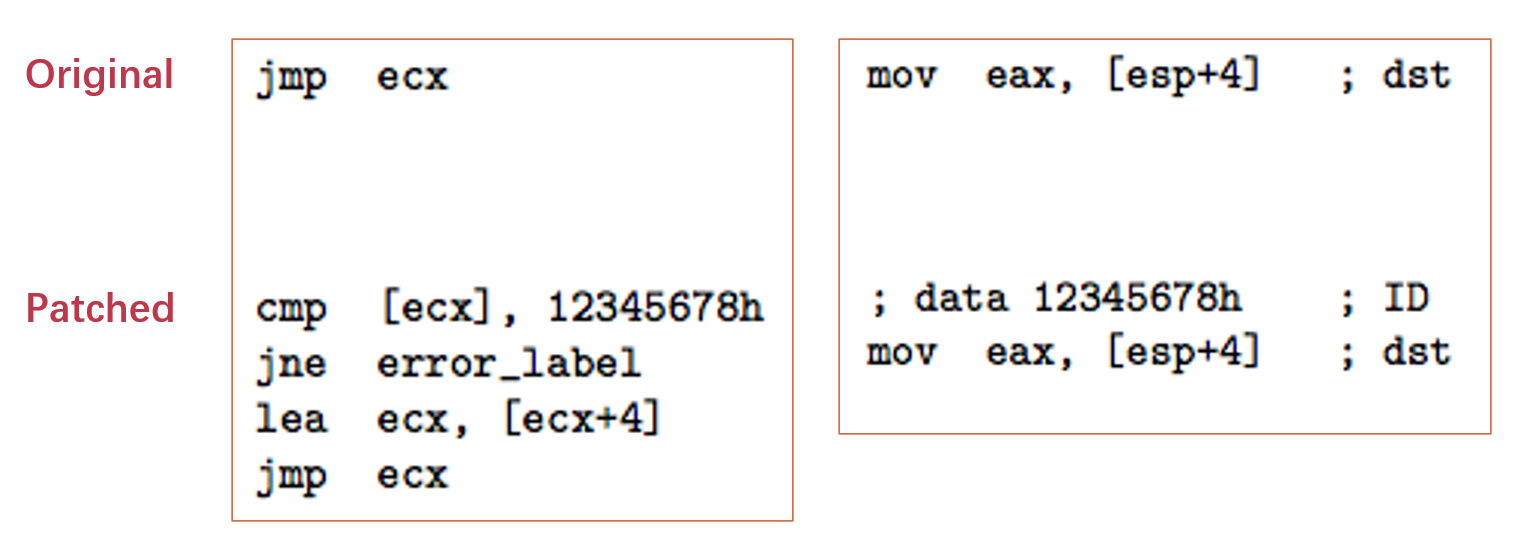 Original
jmp ecx
mov eax, [esp+4] ; dst
Patched
cmp [ecx], 12345678h
jne error_label
lea ecx, [ecx+4]
jmp ecx
; data 12345678h ; ID
mov eax, [esp+4] ; dst